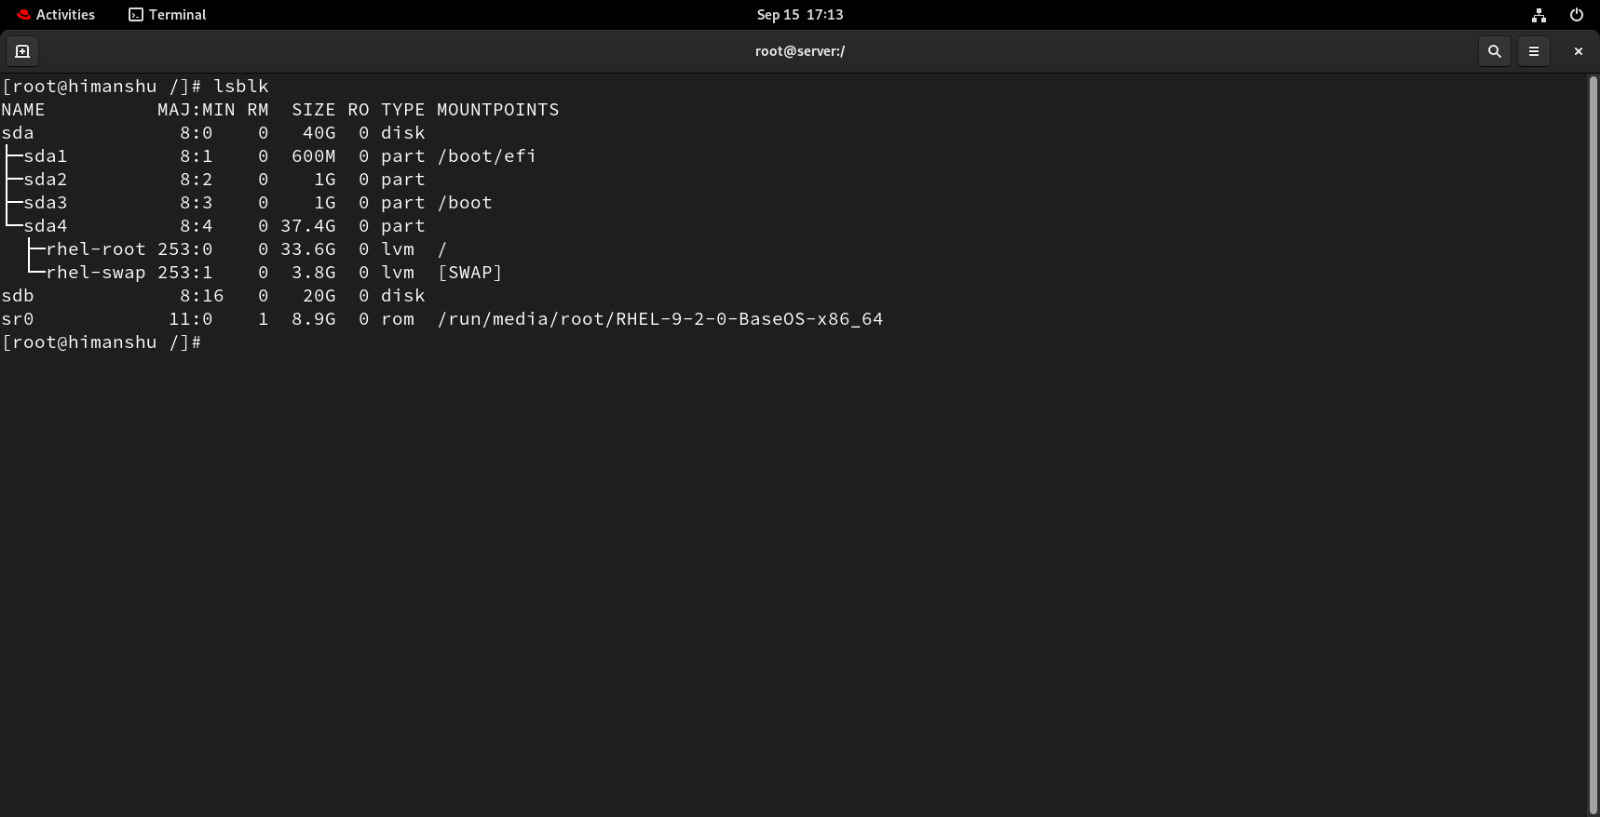 Activities Terminal Sep 15 17:13
root@server:/
[root@himanshu /]# lsblk
NAME          MAJ:MIN RM  SIZE RO TYPE MOUNTPOINTS
sda             8:0    0   40G  0 disk
├─sda1          8:1    0  600M  0 part /boot/efi
├─sda2          8:2    0    1G  0 part
├─sda3          8:3    0    1G  0 part /boot
└─sda4          8:4    0 37.4G  0 part
  ├─rhel-root 253:0    0 33.6G  0 lvm  /
  └─rhel-swap 253:1    0  3.8G  0 lvm  [SWAP]
sdb             8:16   0   20G  0 disk
sr0            11:0    1  8.9G  0 rom  /run/media/root/RHEL-9-2-0-BaseOS-x86_64
[root@himanshu /]#